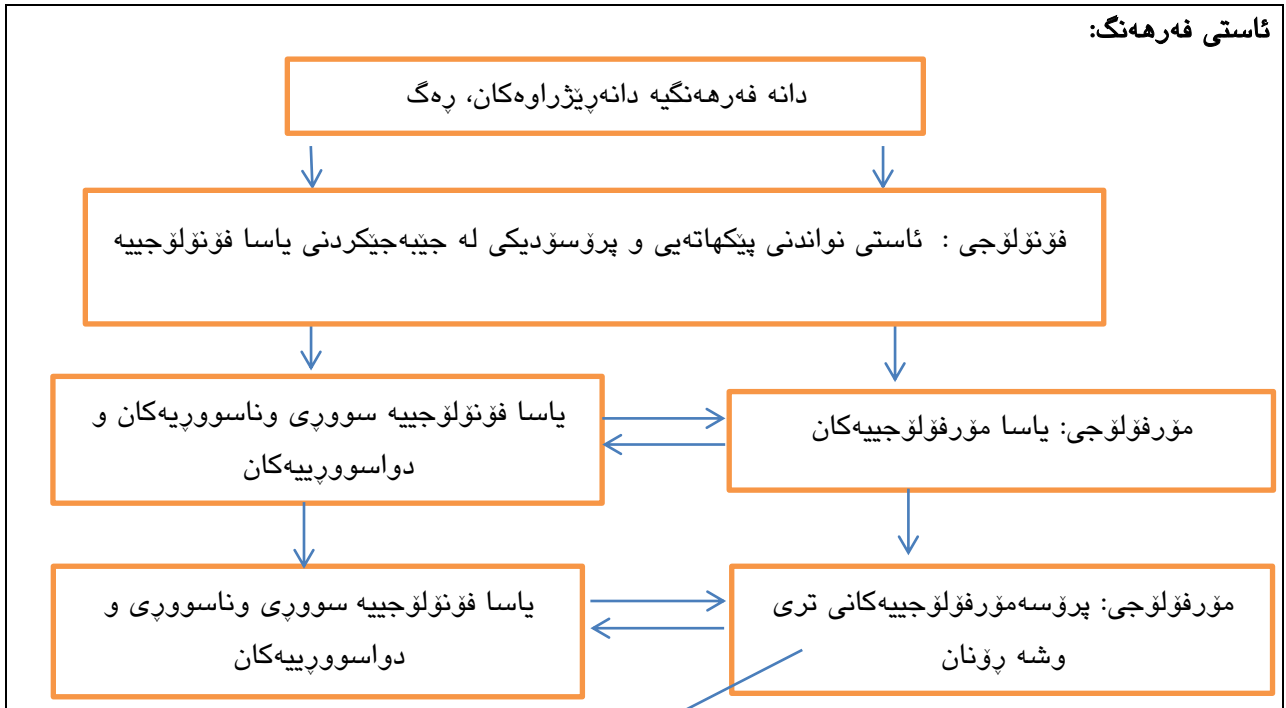 ئاستی فەرهەنگ:
دانە فەرهەنگیە دانەڕێژراوەکان، ڕەگ
فۆنۆلۆجی : ئاستی نواندنی پێکهاتەیی و پرۆسۆدیکی لە جێبەجێکردنی یاسا فۆنۆلۆجییە
مۆرفۆلۆجی: یاسا مۆرفۆلۆجییەکان
یاسا فۆنۆلۆجییە سووڕی وناسووڕیەکان و
دواسووڕییەکان
مۆرفۆلۆجی: پرۆسەمۆرفۆلۆجییەکانی تری
وشە ڕۆنان
یاسا فۆنۆلۆجییە سووڕی وناسووڕی و
دواسووڕییەکان